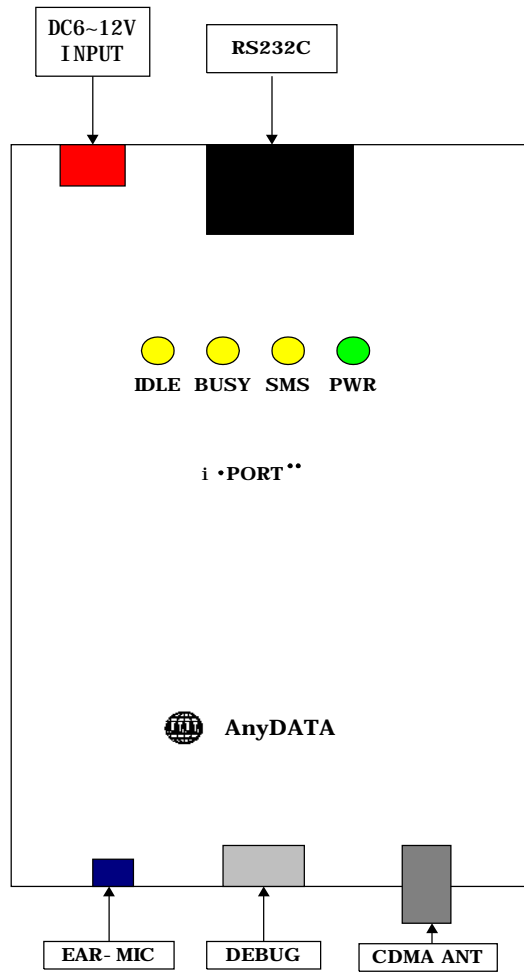 DC6~12V
INPUT
RS232C
IDLE BUSY SMS PWR
i •PORT¨
AnyDATA
EAR- MIC
DEBUG
CDMA ANT